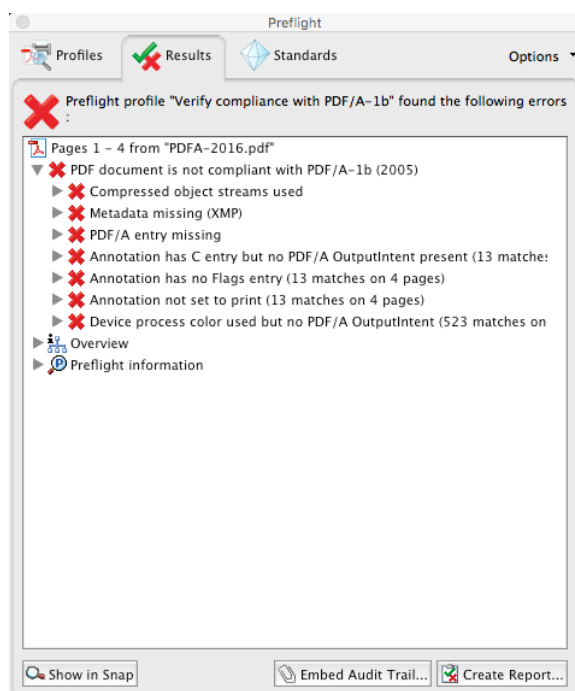 Preflight
Profiles Results Standards Options
Preflight profile "Verify compliance with PDF/A-1b" found the following errors
:
Pages 1 - 4 from "PDFA-2016.pdf"
PDF document is not compliant with PDF/A-1b (2005)
Compressed object streams used
Metadata missing (XMP)
PDF/A entry missing
Annotation has C entry but no PDF/A OutputIntent present (13 matches
Annotation has no Flags entry (13 matches on 4 pages)
Annotation not set to print (13 matches on 4 pages)
Device process color used but no PDF/A OutputIntent (523 matches on
Overview
Preflight information
Show in Snap Embed Audit Trail... Create Report...